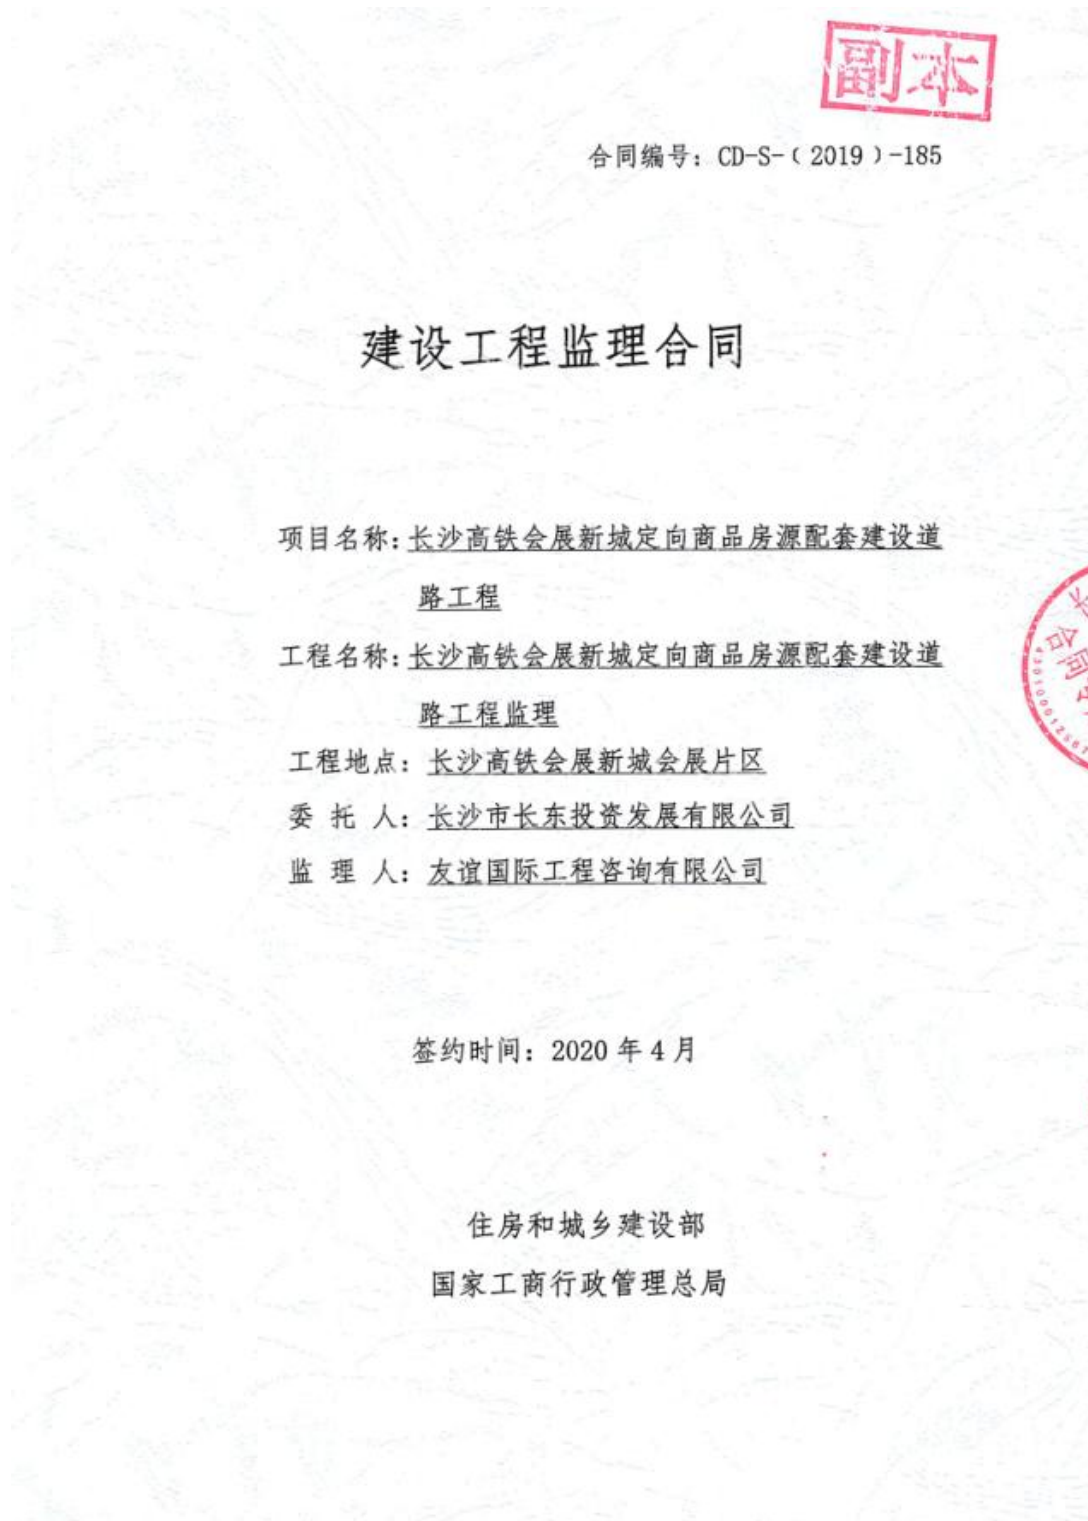 副本
合同编号：CD-S-（2019）-185
建设工程监理合同
项目名称：长沙高铁会展新城定向商品房源配套建设道
路工程
工程名称：长沙高铁会展新城定向商品房源配套建设道
路工程监理
工程地点：长沙高铁会展新城会展片区
委 托 人：长沙市长东投资发展有限公司
监 理 人：友谊国际工程咨询有限公司
合同
签约时间：2020 年 4 月
住房和城乡建设部
国家工商行政管理总局